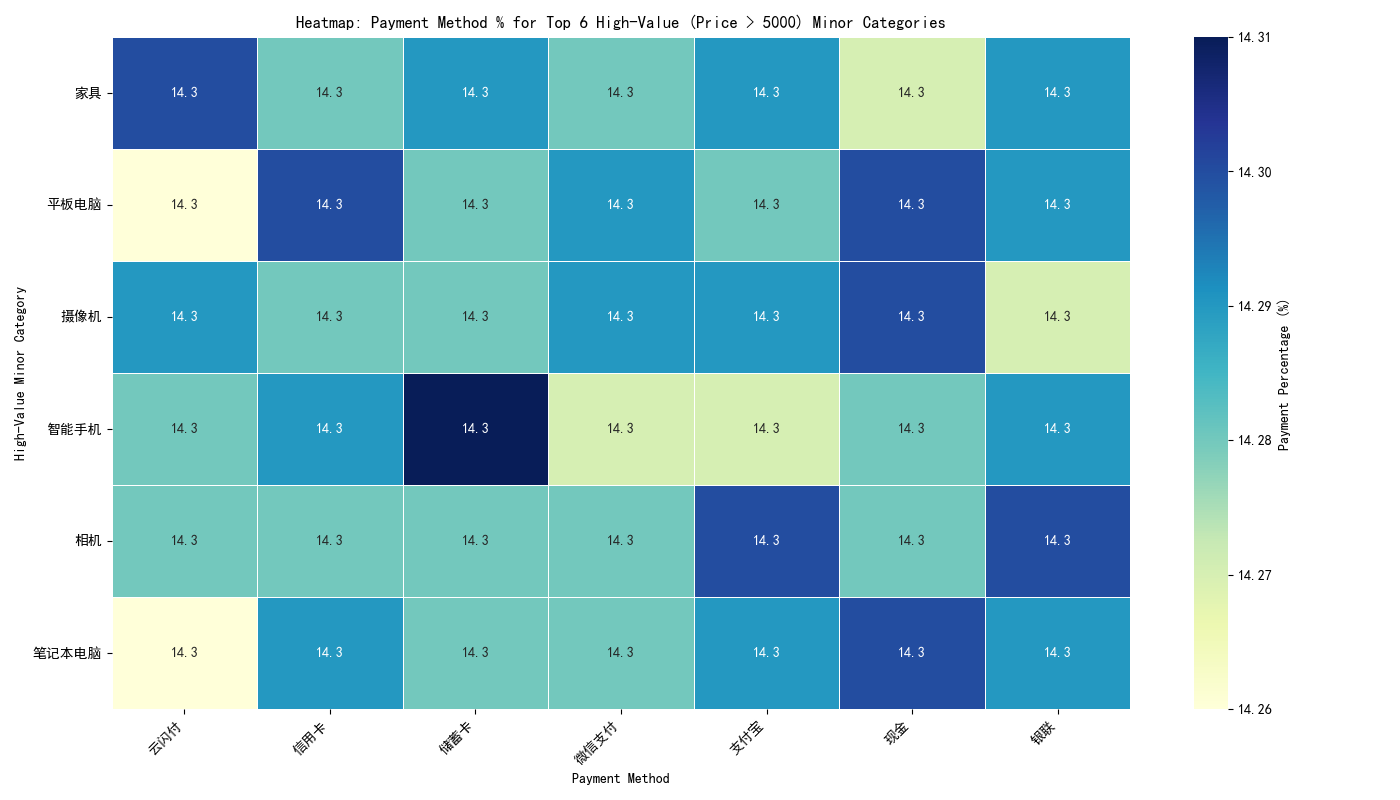 Heatmap: Payment Method % for Top 6 High-Value (Price > 5000) Minor Categories
High-Value Minor Category
家具 14.3 14.3 14.3 14.3 14.3 14.3 14.3
平板电脑 14.3 14.3 14.3 14.3 14.3 14.3 14.3
摄像机 14.3 14.3 14.3 14.3 14.3 14.3 14.3
智能手机 14.3 14.3 14.3 14.3 14.3 14.3 14.3
相机 14.3 14.3 14.3 14.3 14.3 14.3 14.3
笔记本电脑 14.3 14.3 14.3 14.3 14.3 14.3 14.3
云闪付 信用卡 储蓄卡 微信支付 支付宝 现金 银联
Payment Method
14.31
14.30
14.29
14.28
14.27
14.26
Payment Percentage (%)